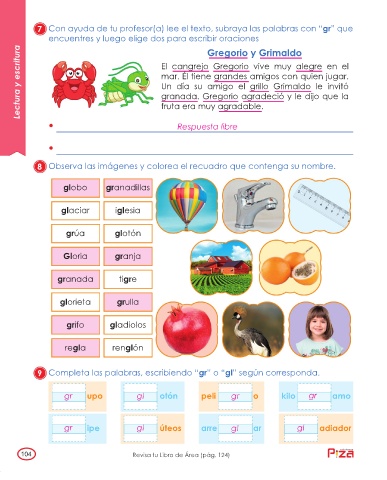 Lectura y escritura
7 Con ayuda de tu profesor(a) lee el texto, subraya las palabras con "gr" que
encuentres y luego elige dos para escribir oraciones
Gregorio y Grimaldo
El cangrejo Gregorio vive muy alegre en el
mar. Él tiene grandes amigos con quien jugar.
Un día su amigo el grillo Grimaldo le invitó
granada. Gregorio agradeció y le dijo que la
fruta era muy agradable.
• Respuesta libre
•
8 Observa las imágenes y colorea el recuadro que contenga su nombre.
globo granadillas
glaciar iglesia
grúa glotón
Gloria granja
granada tigre
glorieta grulla
grifo gladiolos
regla renglón
9 Completa las palabras, escribiendo "gr" o "gl" según corresponda.
gr upo gl otón peli gr o kilo gr amo
gr ipe gl úteos arre gl ar gl adiador
104 Revisa tu Libro de Área (pág. 124) Pizza